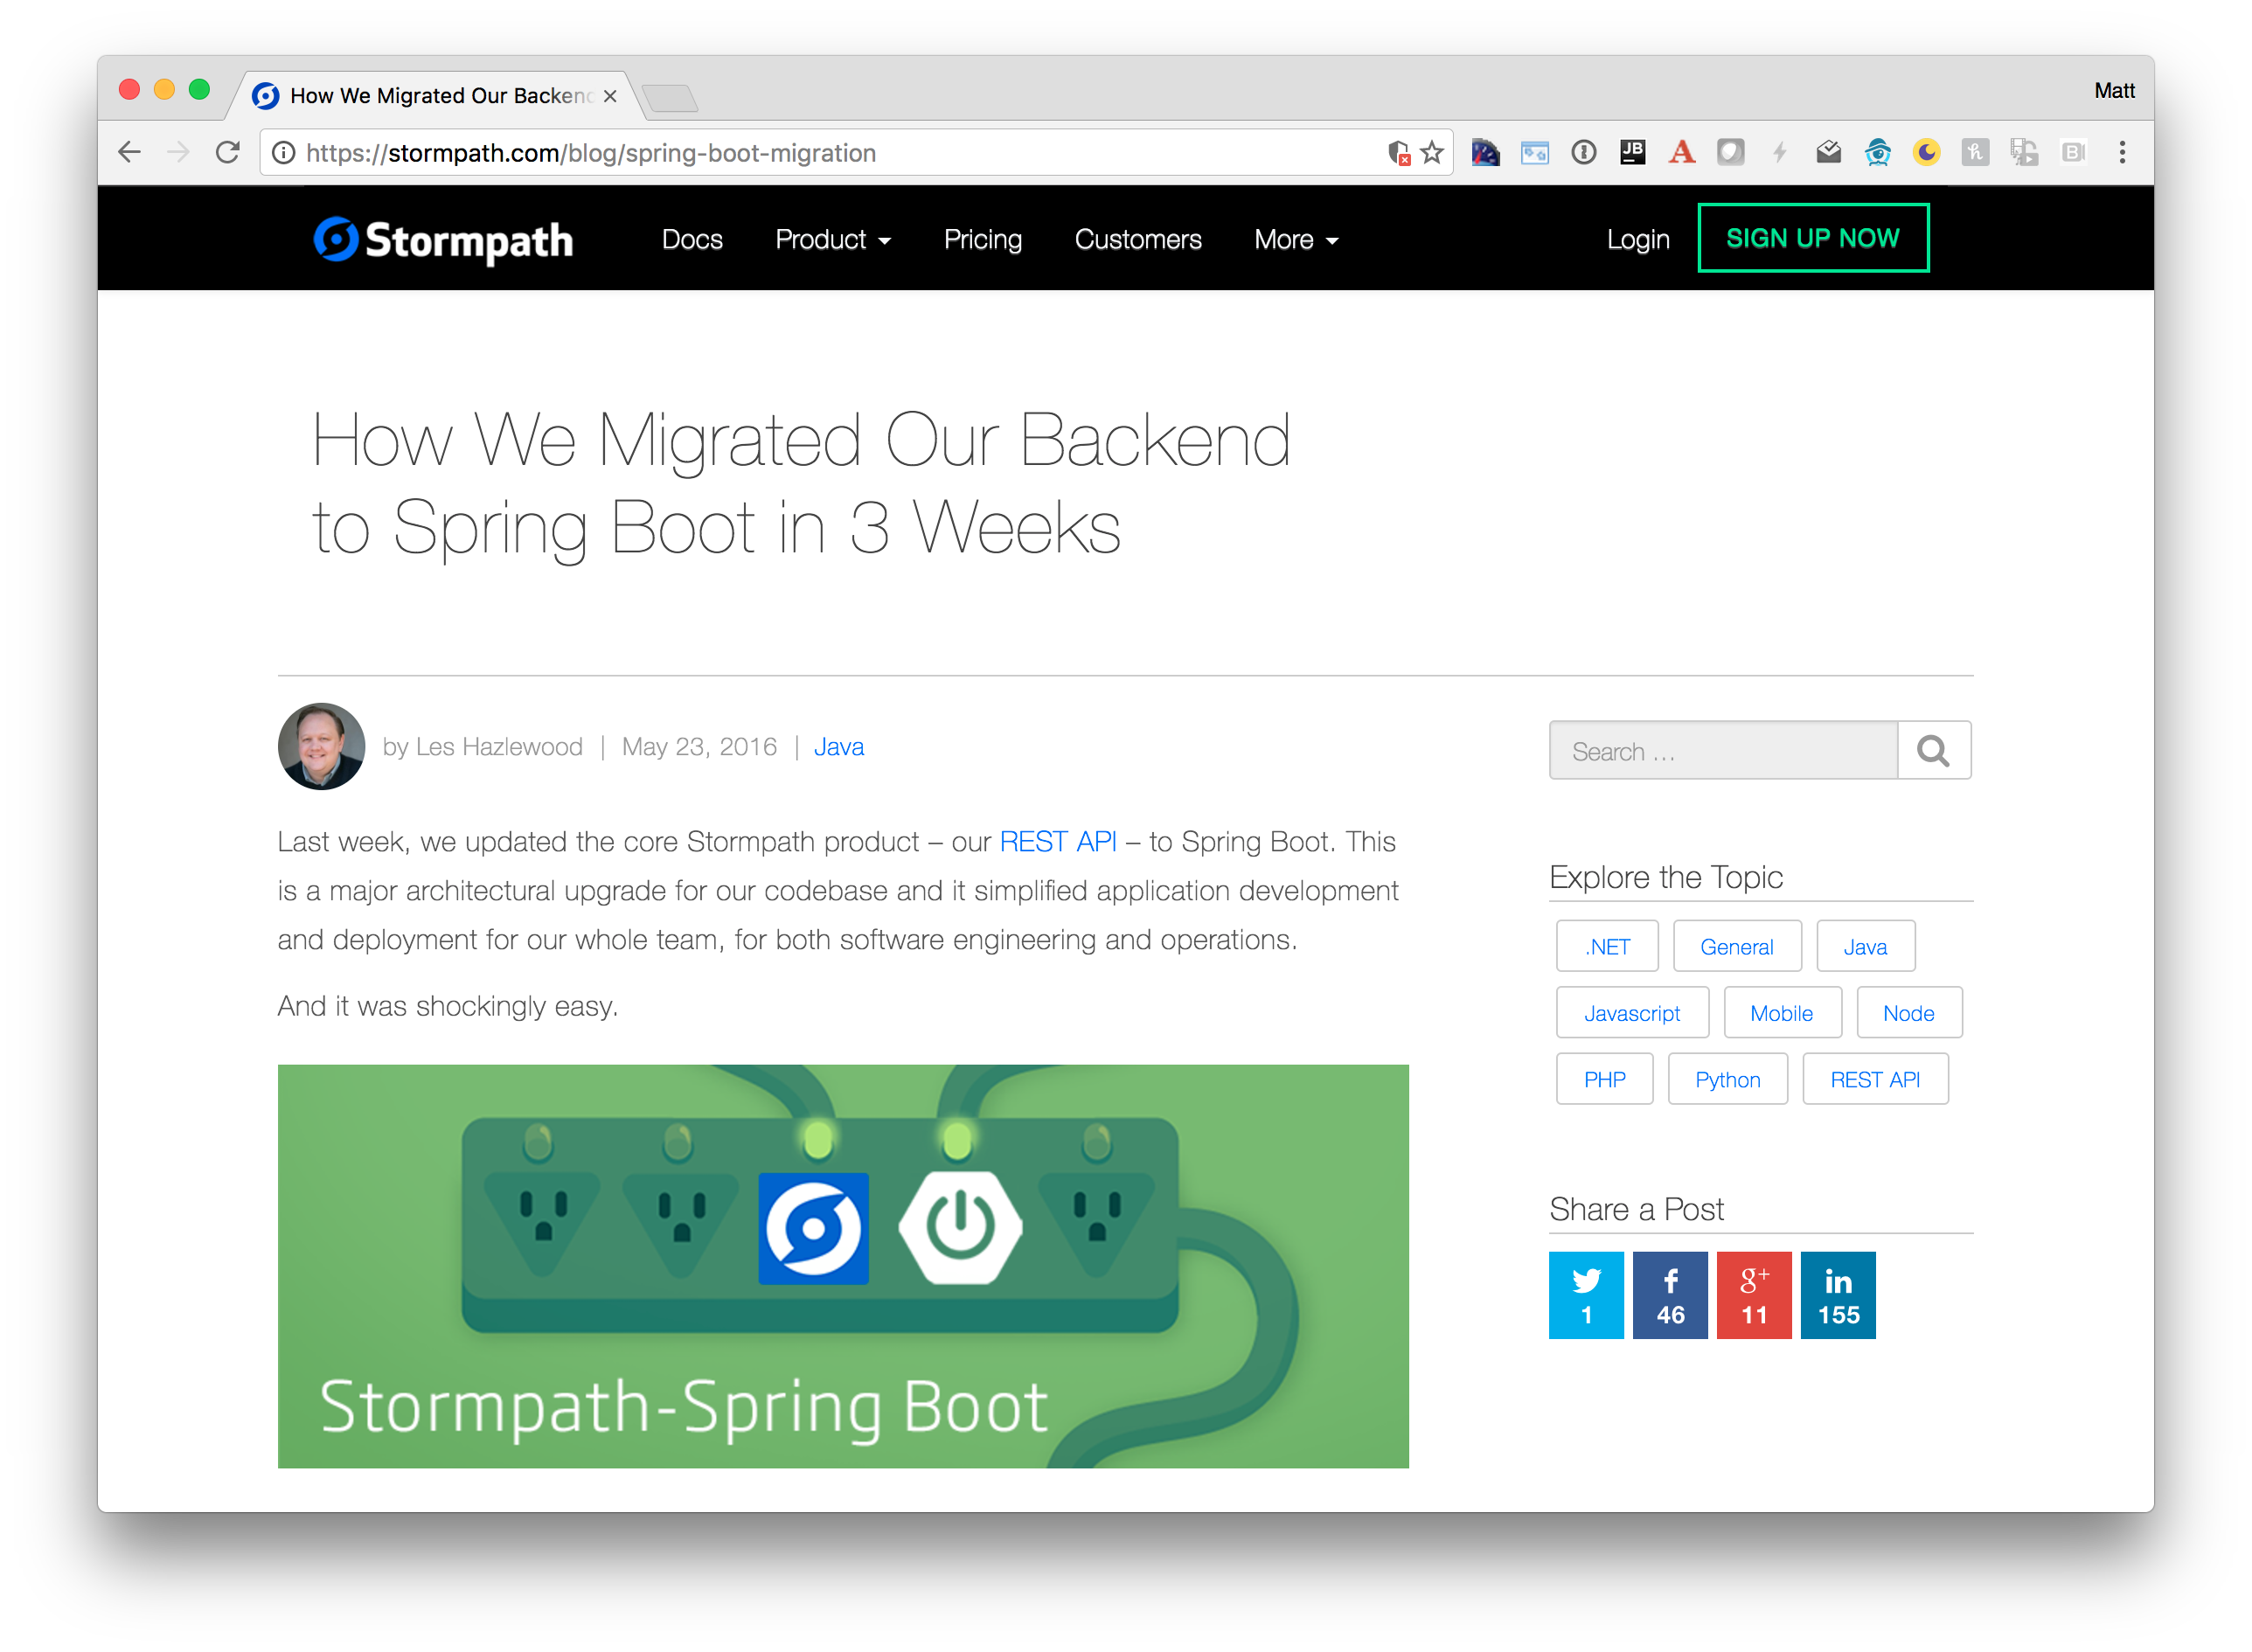 How We Migrated Our Backend
Matt
https://stormpath.com/blog/spring-boot-migration
JB
A
h
B
Stormpath
Docs
Product
Pricing
Customers
More
Login
SIGN UP NOW
How We Migrated Our Backend
to Spring Boot in 3 Weeks
by Les Hazlewood | May 23, 2016 | Java
Last week, we updated the core Stormpath product – our REST API – to Spring Boot. This
is a major architectural upgrade for our codebase and it simplified application development
and deployment for our whole team, for both software engineering and operations.
And it was shockingly easy.
Stormpath-Spring Boot
Search ...
Explore the Topic
.NET
General
Java
Javascript
Mobile
Node
PHP
Python
REST API
Share a Post
1
f
46
g+
11
in
155